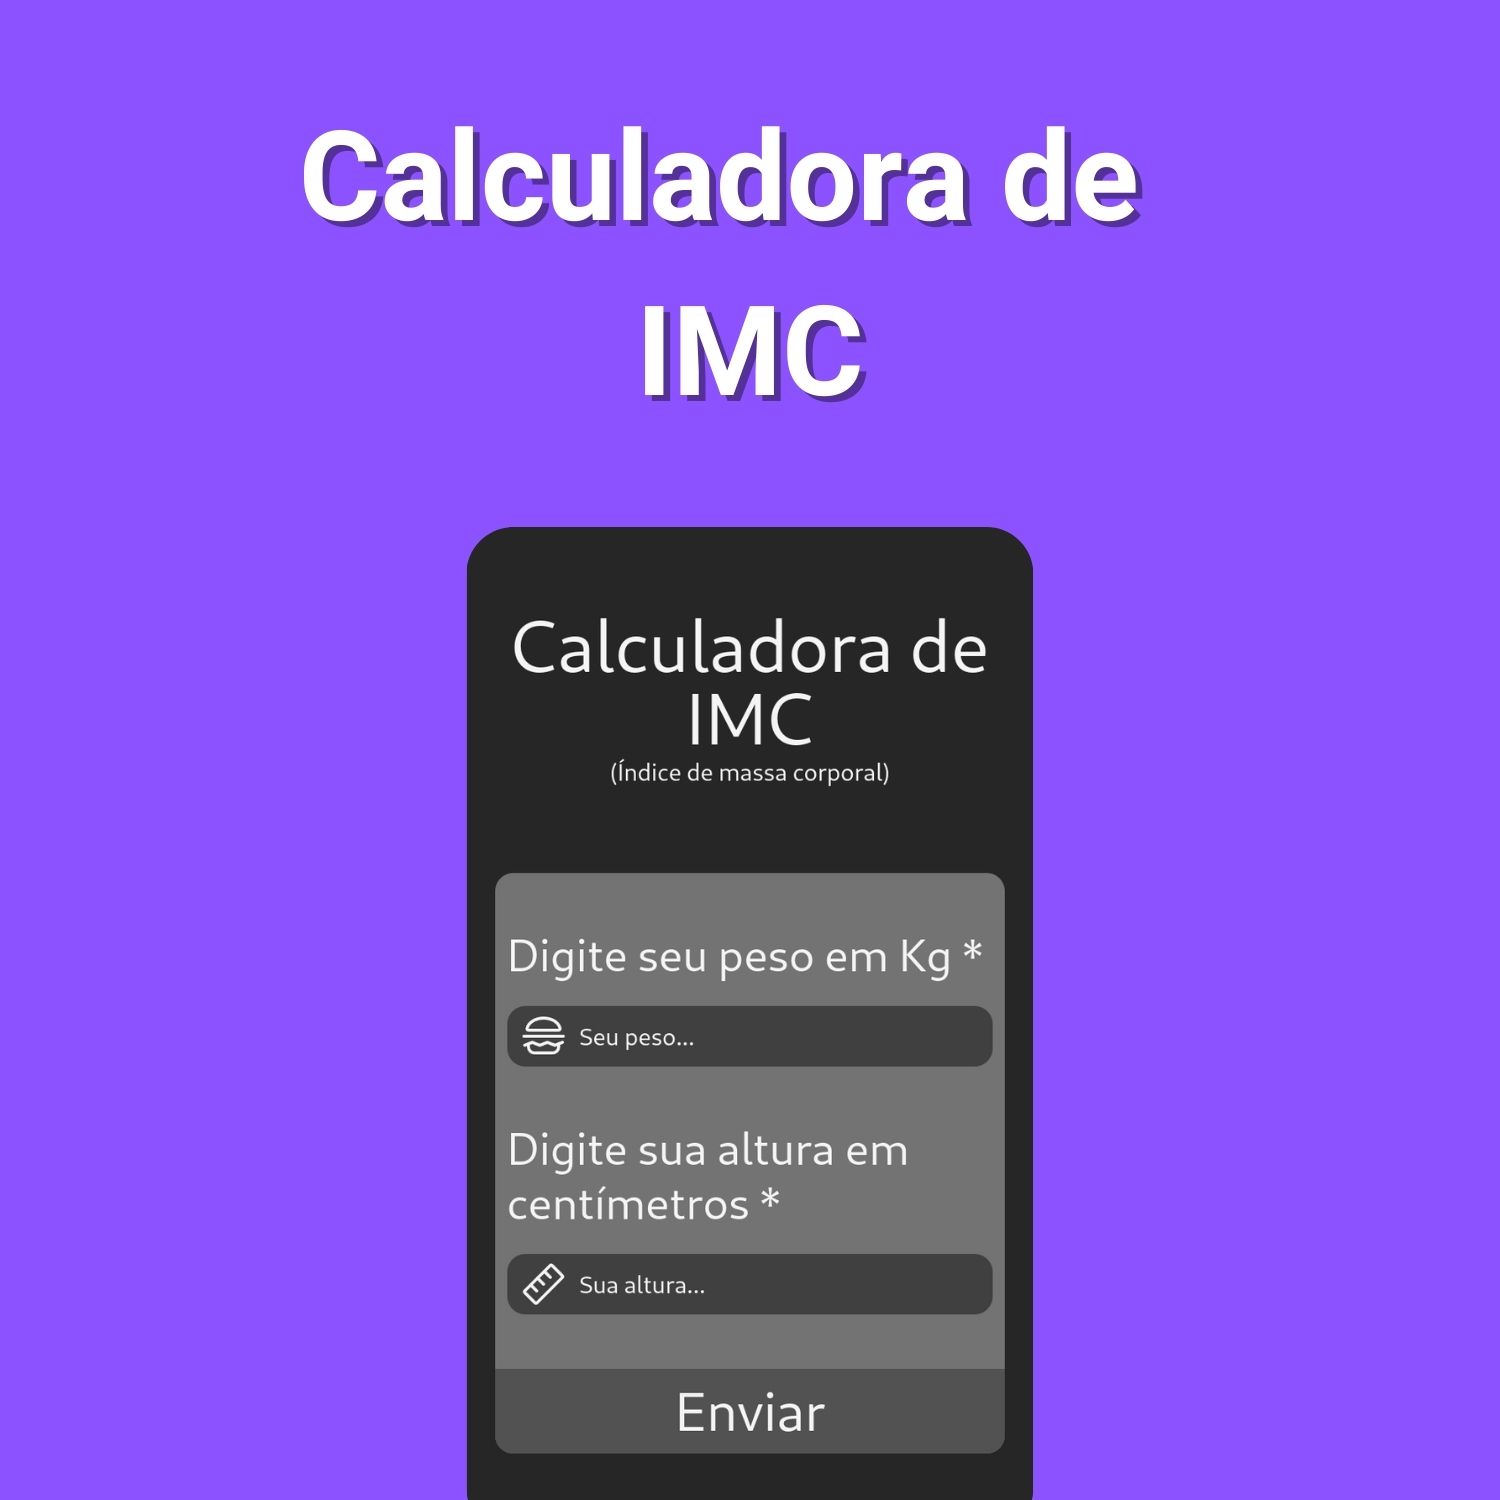 Calculadora de
IMC
Calculadora de
IMC
(Índice de massa corporal)
Digite seu peso em Kg *
Seu peso...
Digite sua altura em
centímetros *
Sua altura...
Enviar